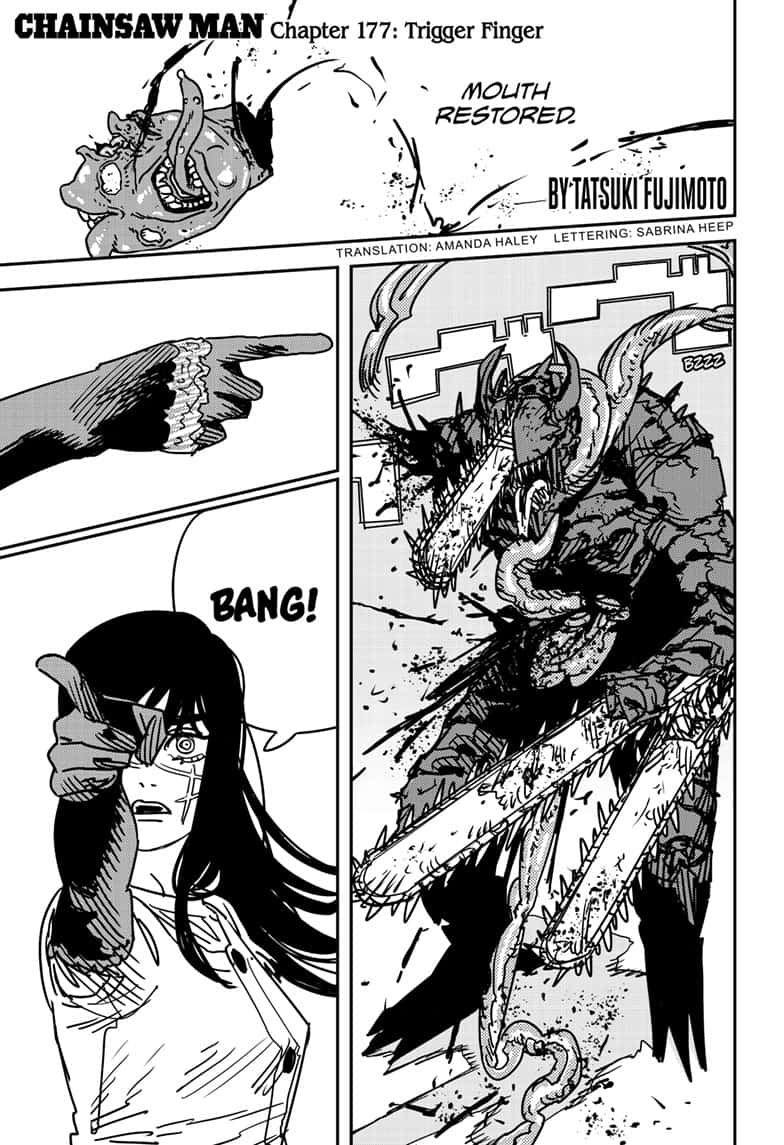 CHAINSAW MAN Chapter 177: Trigger Finger
MOUTH
RESTORED.
BY TATSUKI FUJIMOTO
TRANSLATION: AMANDA HALEY LETTERING: SABRINA HEEP
BZZZ
BANG!